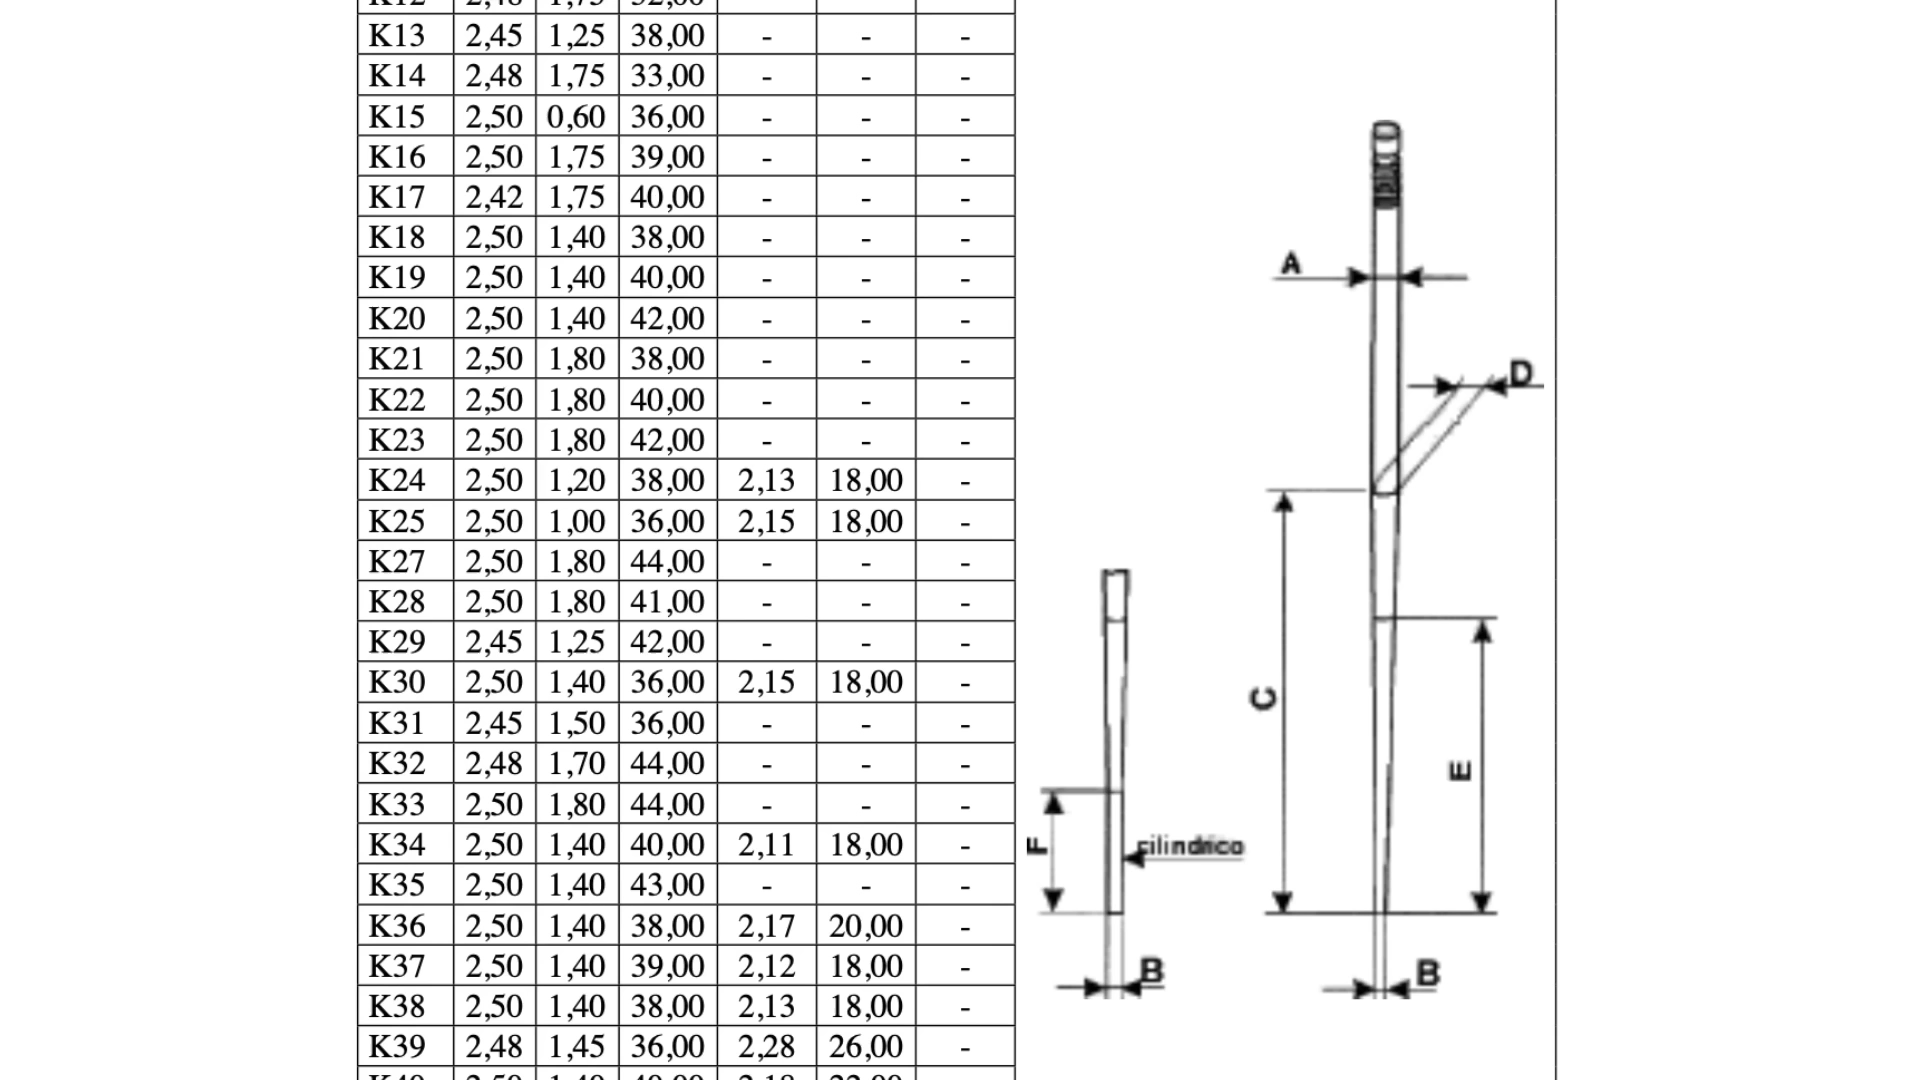 K13 2,45 1,25 38,00 - - -
K14 2,48 1,75 33,00 - - -
K15 2,50 0,60 36,00 - - -
K16 2,50 1,75 39,00 - - -
K17 2,42 1,75 40,00 - - -
K18 2,50 1,40 38,00 - - -
K19 2,50 1,40 40,00 - - -
K20 2,50 1,40 42,00 - - -
K21 2,50 1,80 38,00 - - -
K22 2,50 1,80 40,00 - - -
K23 2,50 1,80 42,00 - - -
K24 2,50 1,20 38,00 2,13 18,00 -
K25 2,50 1,00 36,00 2,15 18,00 -
K27 2,50 1,80 44,00 - - -
K28 2,50 1,80 41,00 - - -
K29 2,45 1,25 42,00 - - -
K30 2,50 1,40 36,00 2,15 18,00 -
K31 2,45 1,50 36,00 - - -
K32 2,48 1,70 44,00 - - -
K33 2,50 1,80 44,00 - - -
K34 2,50 1,40 40,00 2,11 18,00 -
K35 2,50 1,40 43,00 - - -
K36 2,50 1,40 38,00 2,17 20,00 -
K37 2,50 1,40 39,00 2,12 18,00 -
K38 2,50 1,40 38,00 2,13 18,00 -
K39 2,48 1,45 36,00 2,28 26,00 -
A
D
C
E
F
cilindrico
B
B